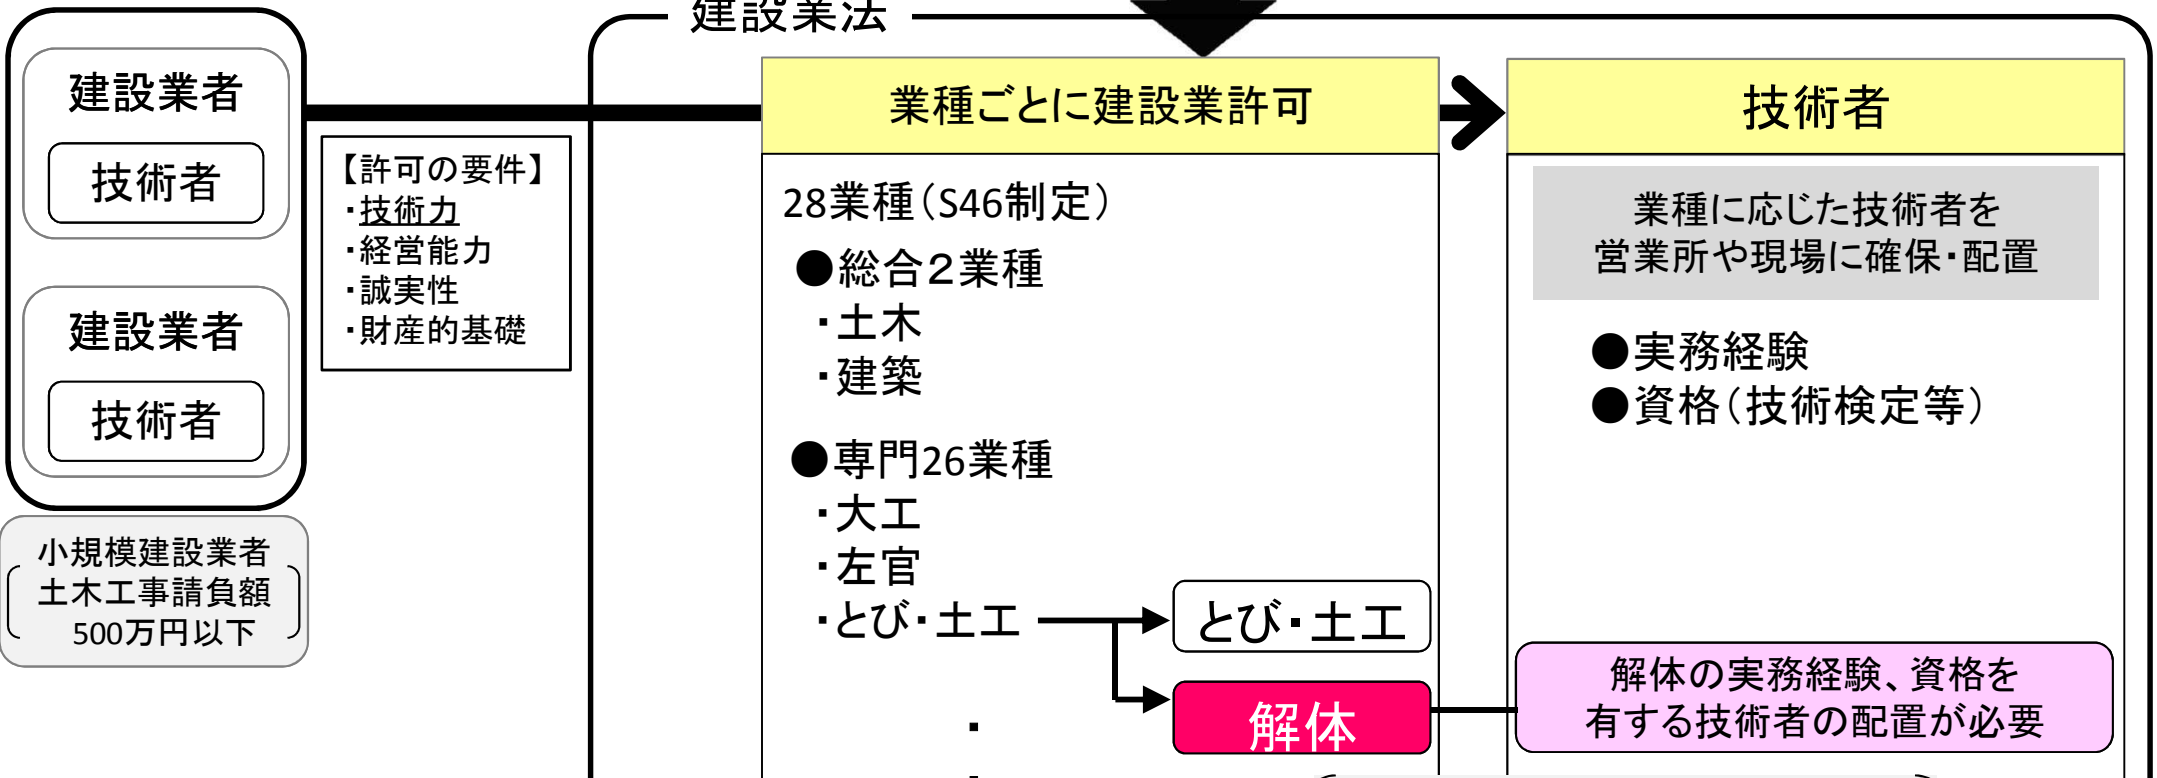 建設業法
建設業者
技術者
建設業者
技術者
小規模建設業者
土木工事請負額
500万円以下
【許可の要件】
・技術力
・経営能力
・誠実性
・財産的基礎
業種ごとに建設業許可
28業種（S46制定）
●総合２業種
・土木
・建築
●専門26業種
・大工
・左官
・とび・土工
とび・土工
解体
・
技術者
業種に応じた技術者を
営業所や現場に確保・配置
●実務経験
●資格（技術検定等）
解体の実務経験、資格を
有する技術者の配置が必要